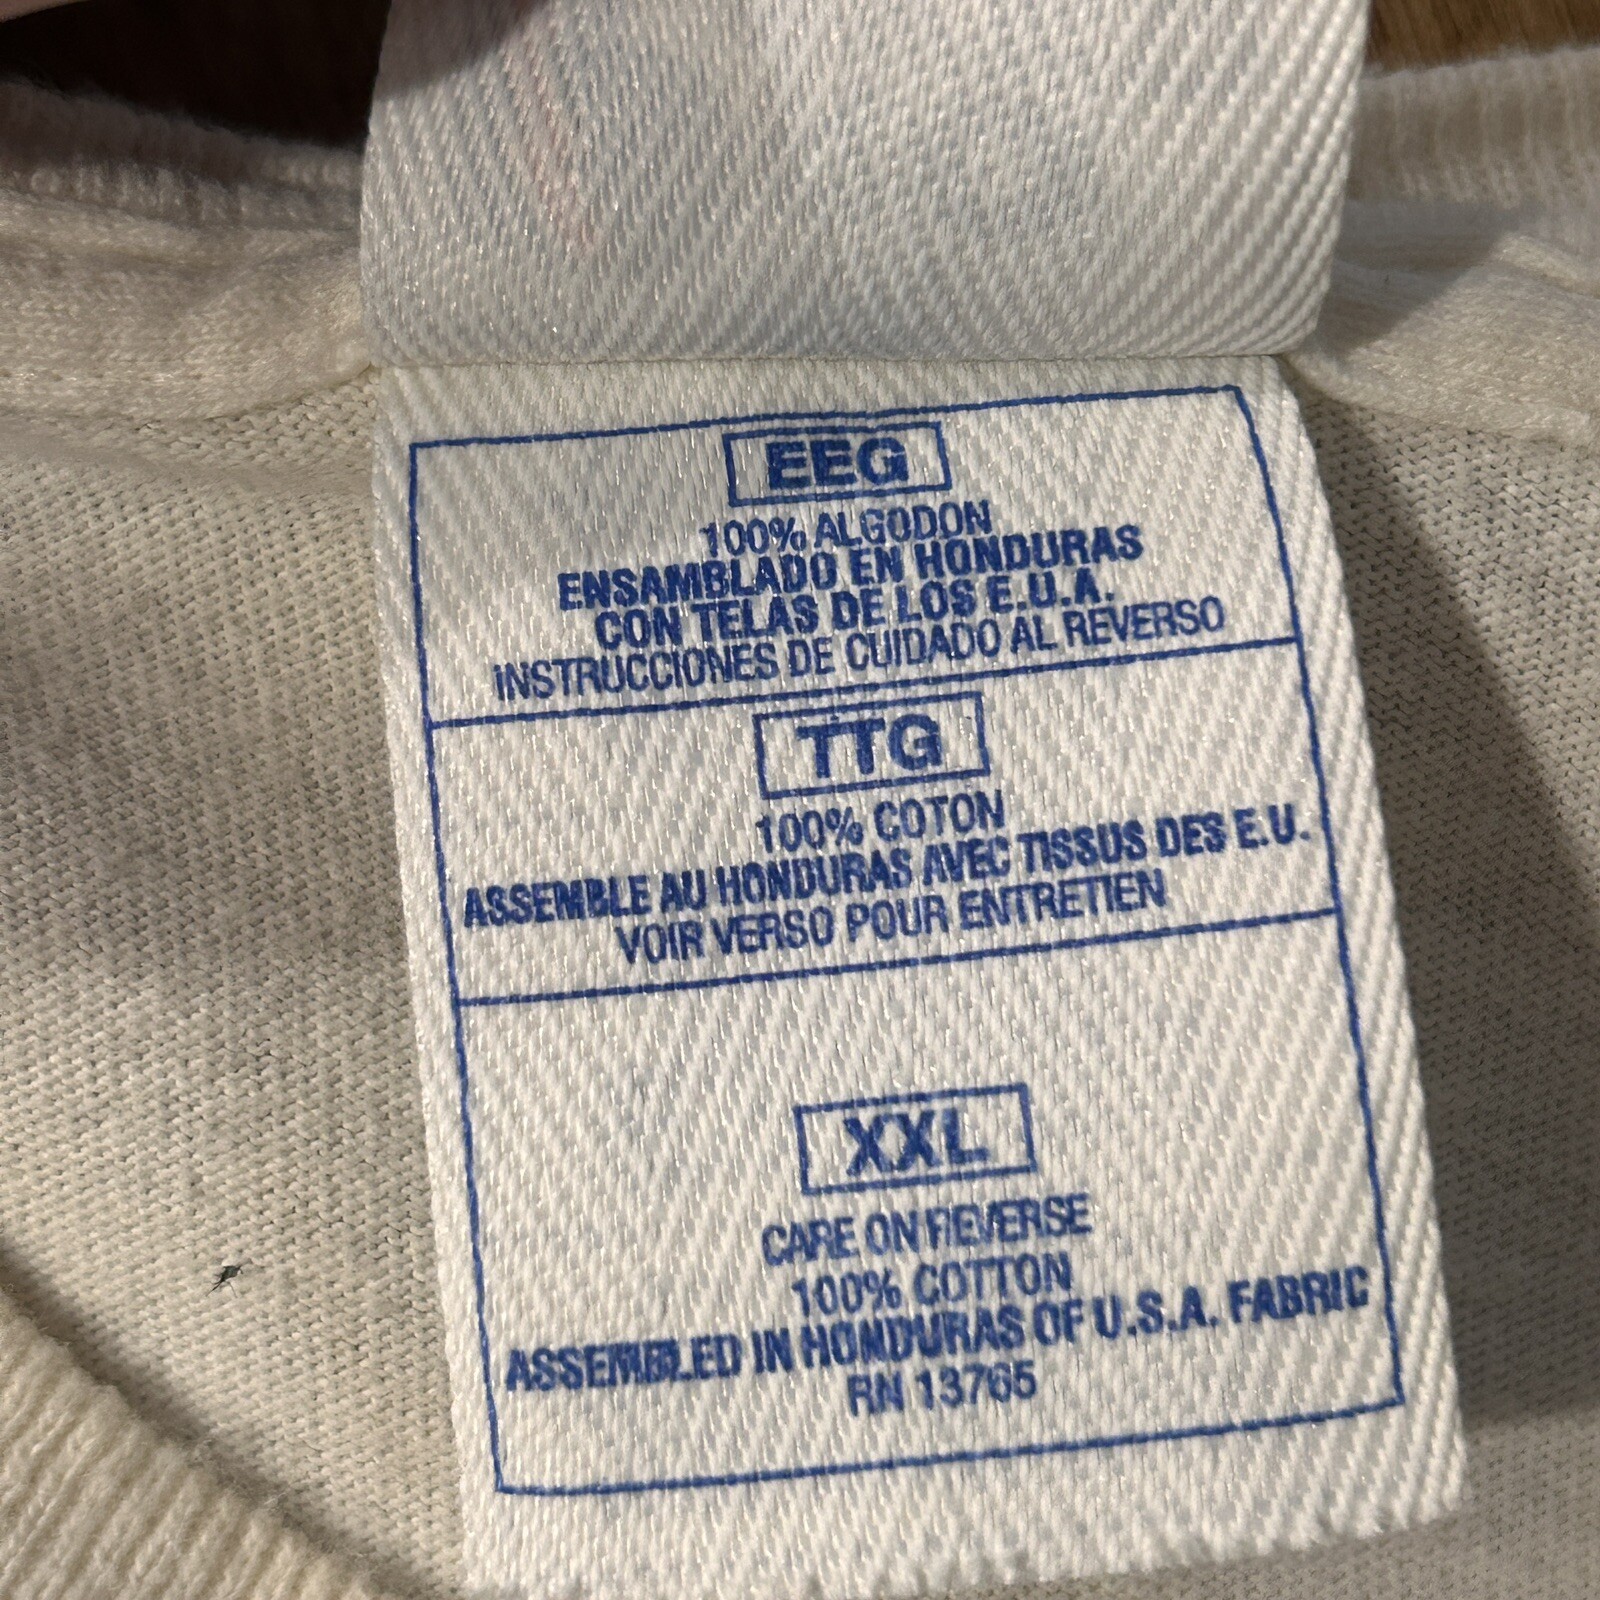 EEG
100% ALGODON
ENSAMBLADO EN HONDURAS
CON TELAS DE LOS E.U.A.
INSTRUCCIONES DE CUIDADO AL REVERSO
TTG
100% COTON
ASSEMBLE AU HONDURAS AVEC TISSUS DES E.U.
VOIR VERSO POUR ENTRETIEN
XXL
CARE ON REVERSE
100% COTTON
ASSEMBLED IN HONDURAS OF U.S.A. FABRIC
RN 13765